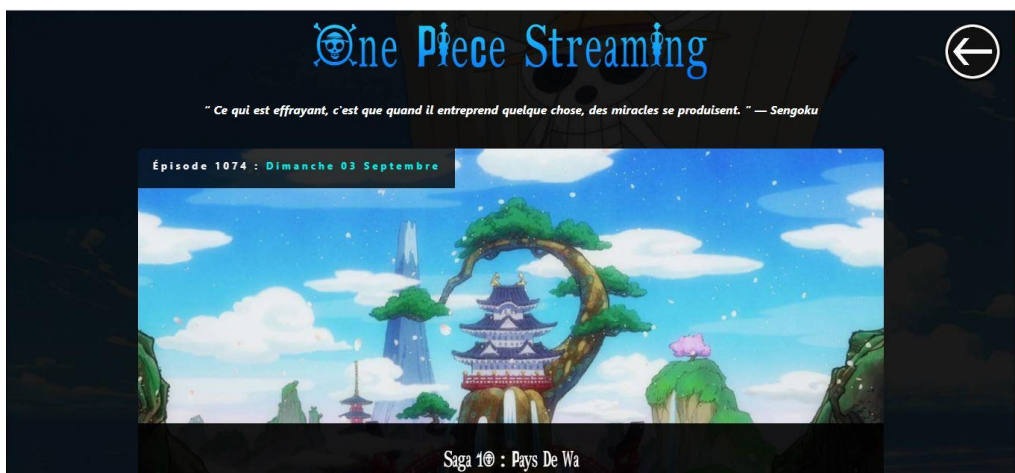 One Piece Streaming
" Ce qui est effrayant, c'est que quand il entreprend quelque chose, des miracles se produisent. " — Sengoku
Épisode 1074 : Dimanche 03 Septembre
Saga 10 : Pays De Wa